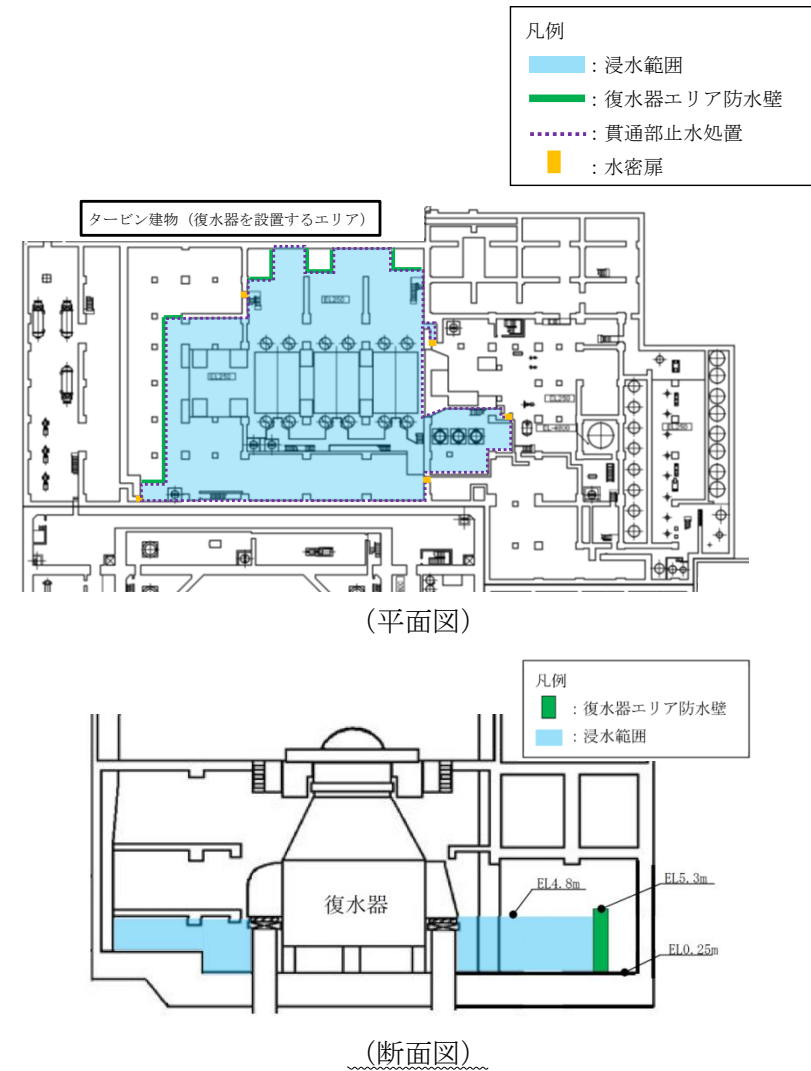 凡例
：浸水範囲
：復水器エリア防水壁
：貫通部止水処置
：水密扉
タービン建物（復水器を設置するエリア）
EL250
EL250
EL250
EL-4800
（平面図）
凡例
：復水器エリア防水壁
：浸水範囲
復水器
EL4.8m
EL5.3m
EL0.25m
（断面図）